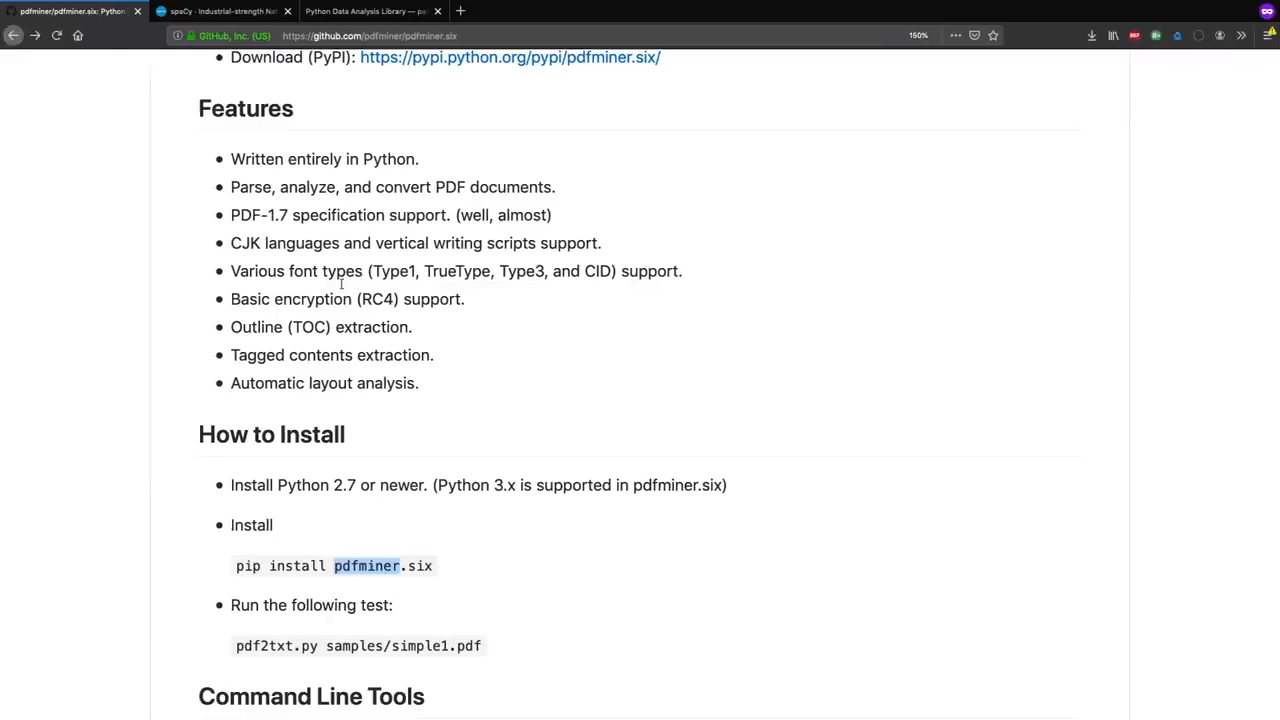 pdfminer/pdfminer.six: Python
spaCy · Industrial-strength Na
Python Data Analysis Library — pa
GitHub, Inc. (US)
https://github.com/pdfminer/pdfminer.six
150%
• Download (PyPI): https://pypi.python.org/pypi/pdfminer.six/
Features
• Written entirely in Python.
• Parse, analyze, and convert PDF documents.
• PDF-1.7 specification support. (well, almost)
• CJK languages and vertical writing scripts support.
• Various font types (Type1, TrueType, Type3, and CID) support.
• Basic encryption (RC4) support.
• Outline (TOC) extraction.
• Tagged contents extraction.
• Automatic layout analysis.
How to Install
• Install Python 2.7 or newer. (Python 3.x is supported in pdfminer.six)
• Install
pip install pdfminer.six
• Run the following test:
pdf2txt.py samples/simple1.pdf
Command Line Tools